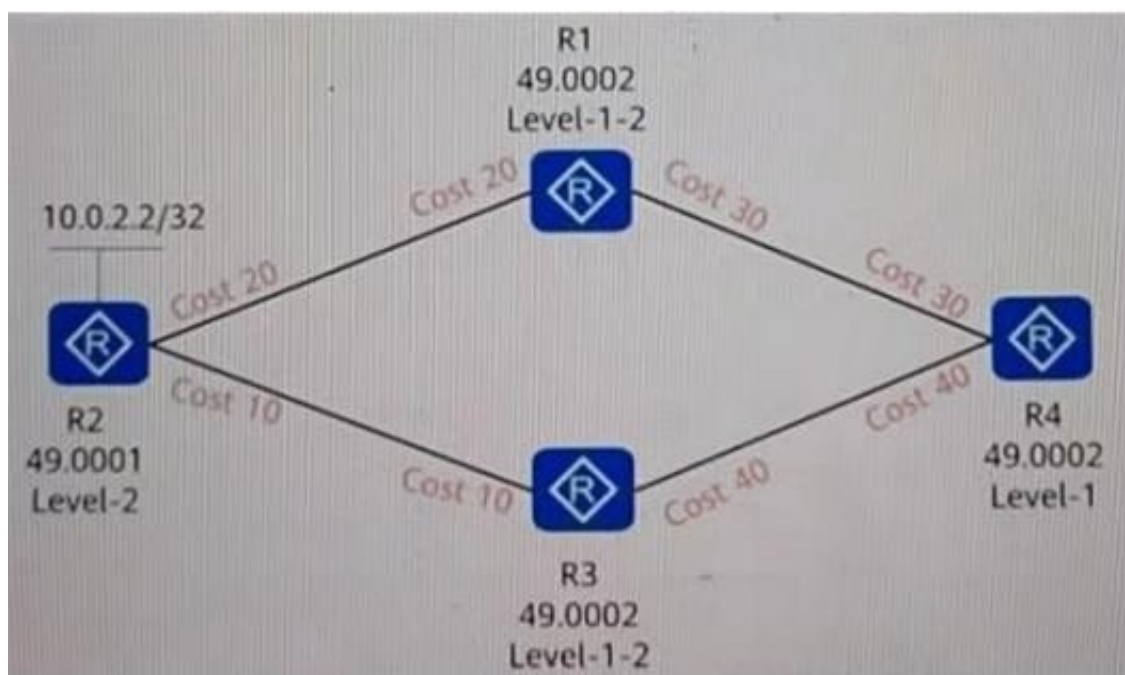 R1
49.0002
Level-1-2
Cost 20
Cost 30
10.0.2.2/32
Cost 20
Cost 30
R
R
R
Cost 10
Cost 40
R2
49.0001
Level-2
R4
49.0002
Level-1
Cost 10
Cost 40
R
R3
49.0002
Level-1-2